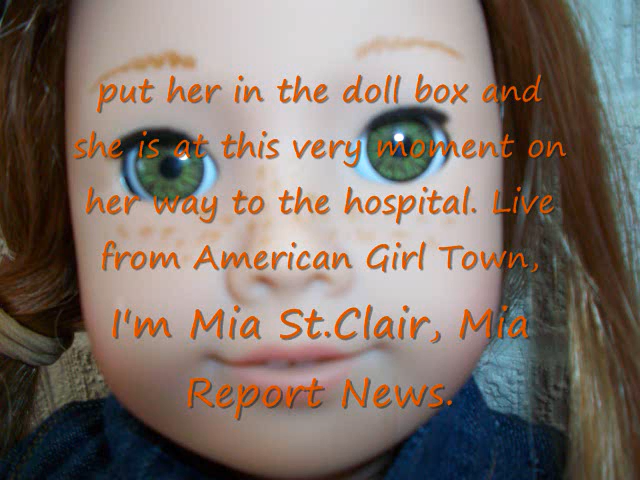 put her in the doll box and
she is at this very moment on
her way to the hospital. Live
from American Girl Town,
I'm Mia St.Clair, Mia
Report News.